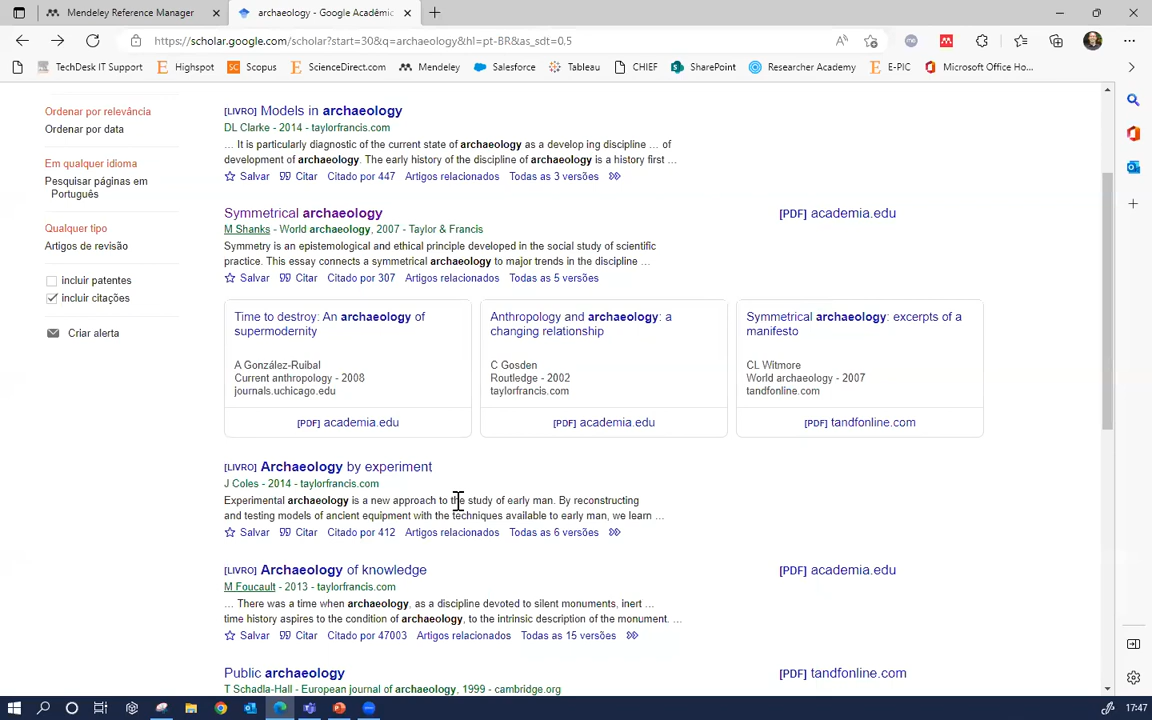 Mendeley Reference Manager
archaeology - Google Acadêmic
https://scholar.google.com/scholar?start=30&q=archaeology&hl=pt-BR&as_sdt=0.5
TechDesk IT Support
Highspot
Scopus
ScienceDirect.com
Mendeley
Salesforce
Tableau
CHIEF
SharePoint
Researcher Academy
E-PIC
Microsoft Office Ho...
Ordenar por relevância
Ordenar por data
Em qualquer idioma
Pesquisar páginas em
Português
Qualquer tipo
Artigos de revisão
incluir patentes
incluir citações
Criar alerta
[LIVRO] Models in archaeology
DL Clarke - 2014 - taylorfrancis.com
... It is particularly diagnostic of the current state of archaeology as a develop ing discipline ... of
development of archaeology. The early history of the discipline of archaeology is a history first ...
Salvar Citar Citado por 447 Artigos relacionados Todas as 3 versões
Symmetrical archaeology
[PDF] academia.edu
M Shanks - World archaeology, 2007 - Taylor & Francis
Symmetry is an epistemological and ethical principle developed in the social study of scientific
practice. This essay connects a symmetrical archaeology to major trends in the discipline ...
Salvar Citar Citado por 307 Artigos relacionados Todas as 5 versões
Time to destroy: An archaeology of
supermodernity
A González-Ruibal
Current anthropology - 2008
journals.uchicago.edu
[PDF] academia.edu
Anthropology and archaeology: a
changing relationship
C Gosden
Routledge - 2002
taylorfrancis.com
[PDF] academia.edu
Symmetrical archaeology: excerpts of a
manifesto
CL Witmore
World archaeology - 2007
tandfonline.com
[PDF] tandfonline.com
[LIVRO] Archaeology by experiment
J Coles - 2014 - taylorfrancis.com
Experimental archaeology is a new approach to the study of early man. By reconstructing
and testing models of ancient equipment with the techniques available to early man, we learn ...
Salvar Citar Citado por 412 Artigos relacionados Todas as 6 versões
[LIVRO] Archaeology of knowledge
[PDF] academia.edu
M Foucault - 2013 - taylorfrancis.com
... There was a time when archaeology, as a discipline devoted to silent monuments, inert ...
time history aspires to the condition of archaeology, to the intrinsic description of the monument. ...
Salvar Citar Citado por 47003 Artigos relacionados Todas as 15 versões
Public archaeology
[PDF] tandfonline.com
T Schadla-Hall - European journal of archaeology, 1999 - cambridge.org
17:47